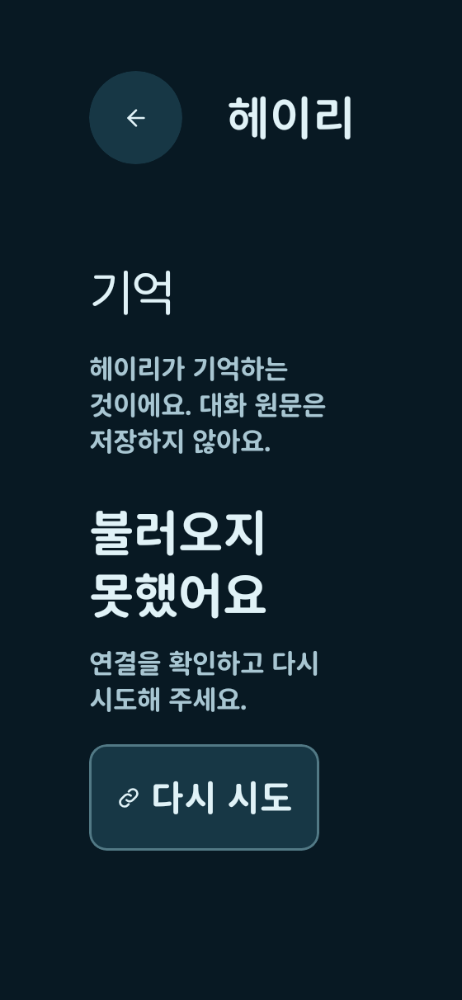 헤이리
기억
헤이리가 기억하는
것이에요. 대화 원문은
저장하지 않아요.
불러오지
못했어요
연결을 확인하고 다시
시도해 주세요.
다시 시도